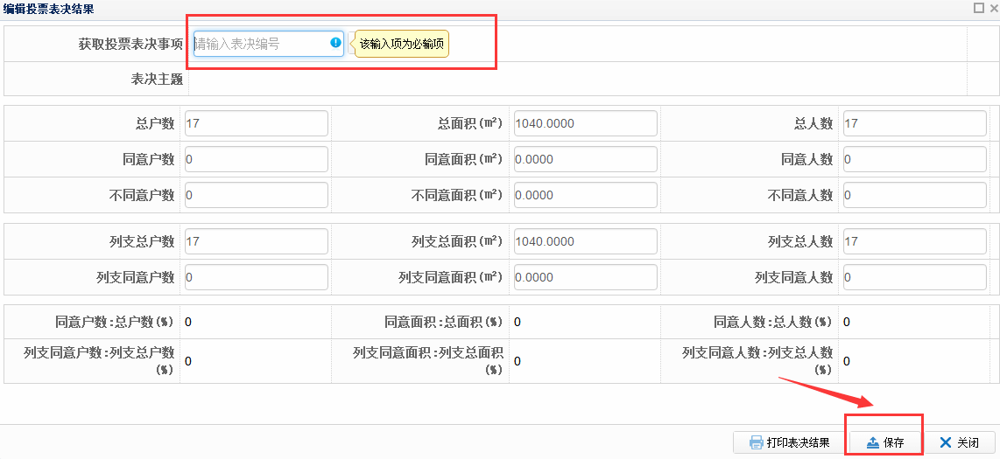 编辑投票表决结果
获取投票表决事项 请输入表决编号 该输入项为必输项
表决主题
总户数 17 总面积(m²) 1040.0000 总人数 17
同意户数 0 同意面积(m²) 0.0000 同意人数 0
不同意户数 0 不同意面积(m²) 0.0000 不同意人数 0
列支总户数 17 列支总面积(m²) 1040.0000 列支总人数 17
列支同意户数 0 列支同意面积(m²) 0.0000 列支同意人数 0
同意户数:总户数(%) 0 同意面积:总面积(%) 0 同意人数:总人数(%) 0
列支同意户数:列支总户数(%) 0 列支同意面积:列支总面积(%) 0 列支同意人数:列支总人数(%) 0
打印表决结果 保存 关闭